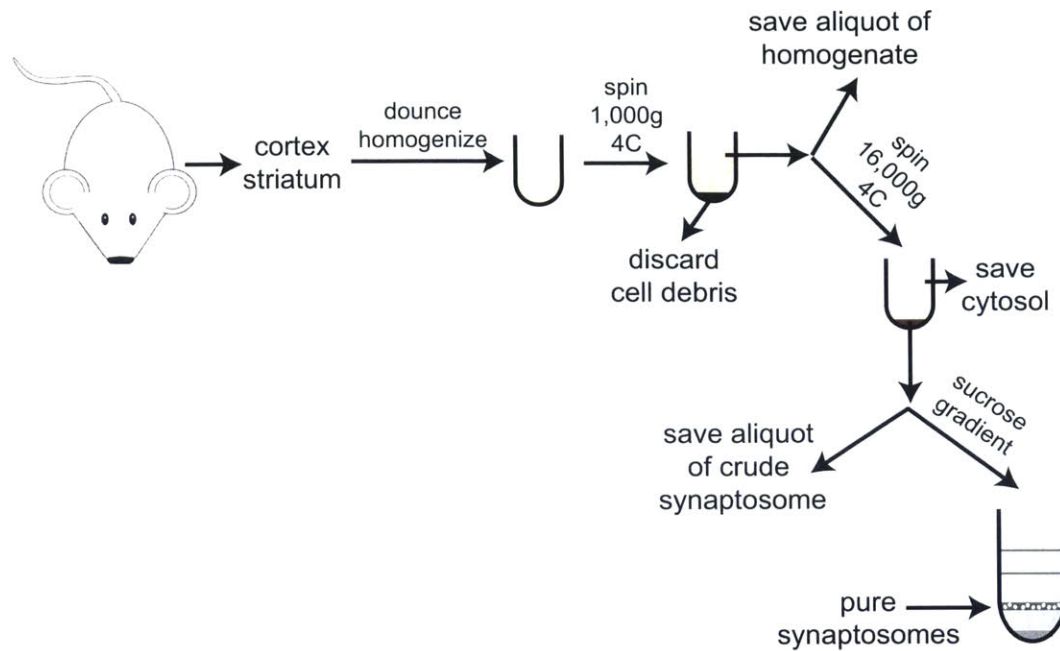 save aliquot of
homogenate
spin
1,000g
4C
dounce
homogenize
cortex
striatum
spin
16,000g
4C
discard
cell debris
save
cytosol
sucrose
gradient
save aliquot
of crude
synaptosome
pure
synaptosomes